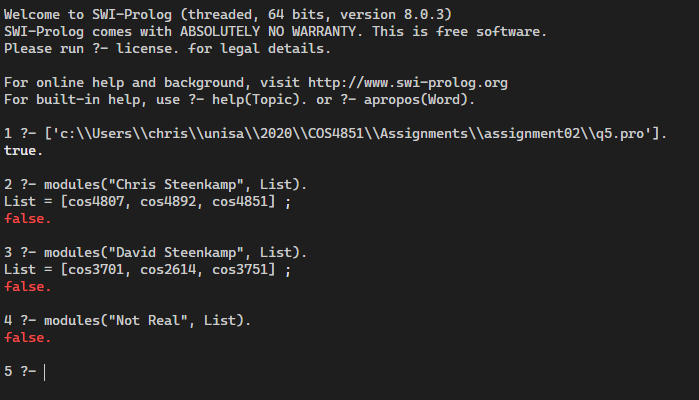 Welcome to SWI-Prolog (threaded, 64 bits, version 8.0.3)
SWI-Prolog comes with ABSOLUTELY NO WARRANTY. This is free software.
Please run ?- license. for legal details.
For online help and background, visit http://www.swi-prolog.org
For built-in help, use ?- help(Topic). or ?- apropos(Word).
1 ?- ['c:\\Users\\chris\\unisa\\2020\\COS4851\\Assignments\\assignment02\\q5.pro'].
true.
2 ?- modules("Chris Steenkamp", List).
List = [cos4807, cos4892, cos4851] ;
false.
3 ?- modules("David Steenkamp", List).
List = [cos3701, cos2614, cos3751] ;
false.
4 ?- modules("Not Real", List).
false.
5 ?-